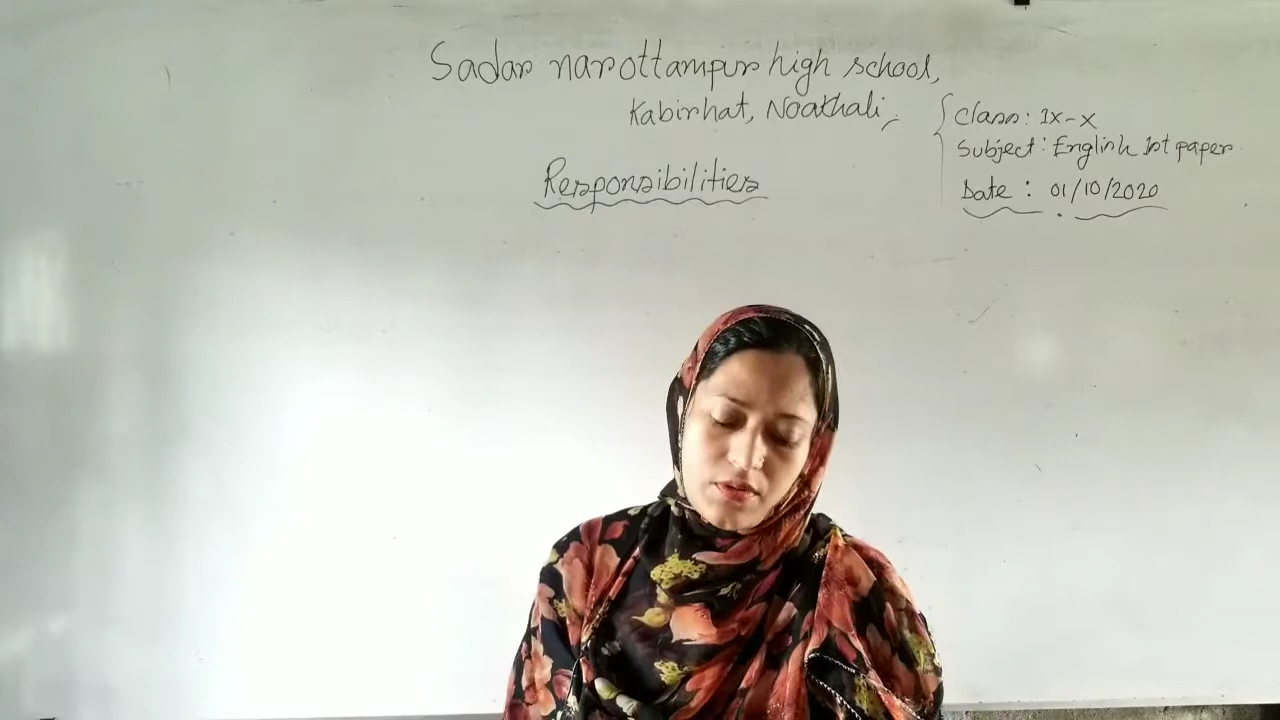 Sadar narottampur high school,
Kabirhat, Noakhali,
Class: IX-X
Subject: English 1st paper.
Date : 01/10/2020
Responsibilities